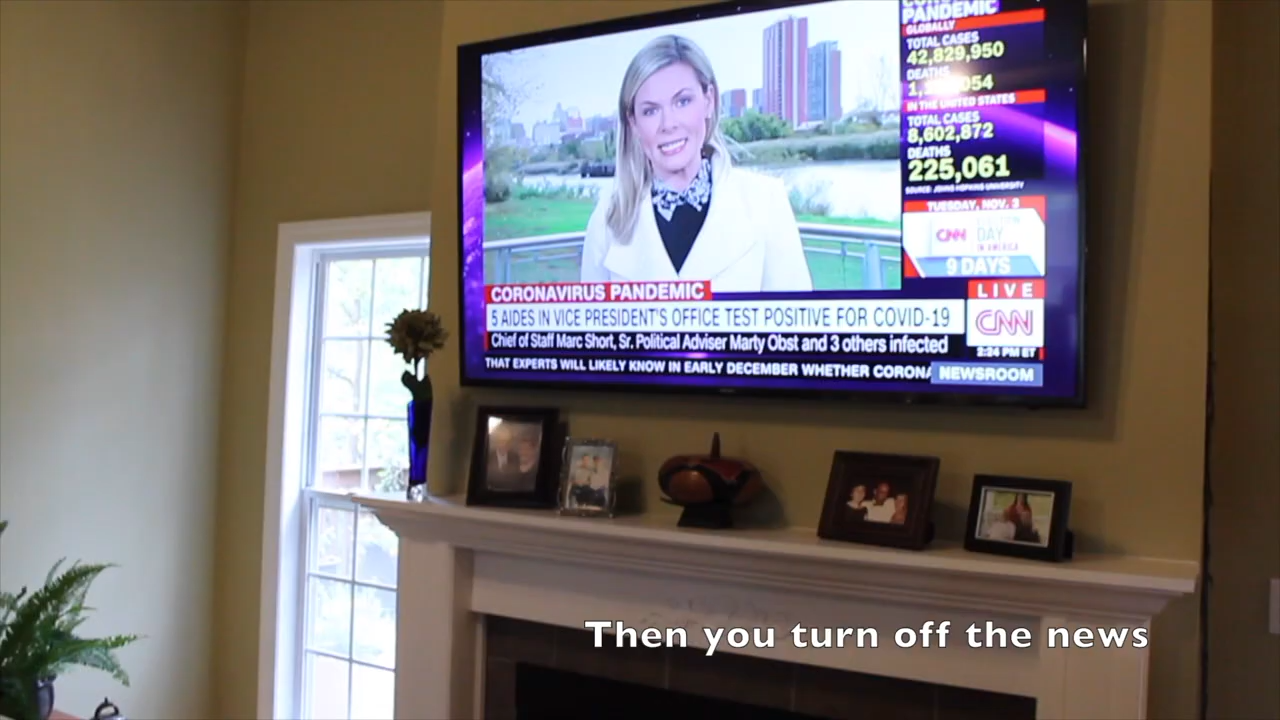 PANDEMIC
GLOBALLY
TOTAL CASES
42,829,950
DEATHS
IN THE UNITED STATES
TOTAL CASES
8,602,872
DEATHS
225,061
SOURCE: JOHNS HOPKINS UNIVERSITY
TUESDAY, NOV. 3
CNN
DAY
IN AMERICA
9 DAYS
LIVE
CNN
2:34 PM ET
CORONAVIRUS PANDEMIC
5 AIDES IN VICE PRESIDENT'S OFFICE TEST POSITIVE FOR COVID-19
Chief of Staff Marc Short, Sr. Political Adviser Marty Obst and 3 others infected
THAT EXPERTS WILL LIKELY KNOW IN EARLY DECEMBER WHETHER CORONA
NEWSROOM
Then you turn off the news